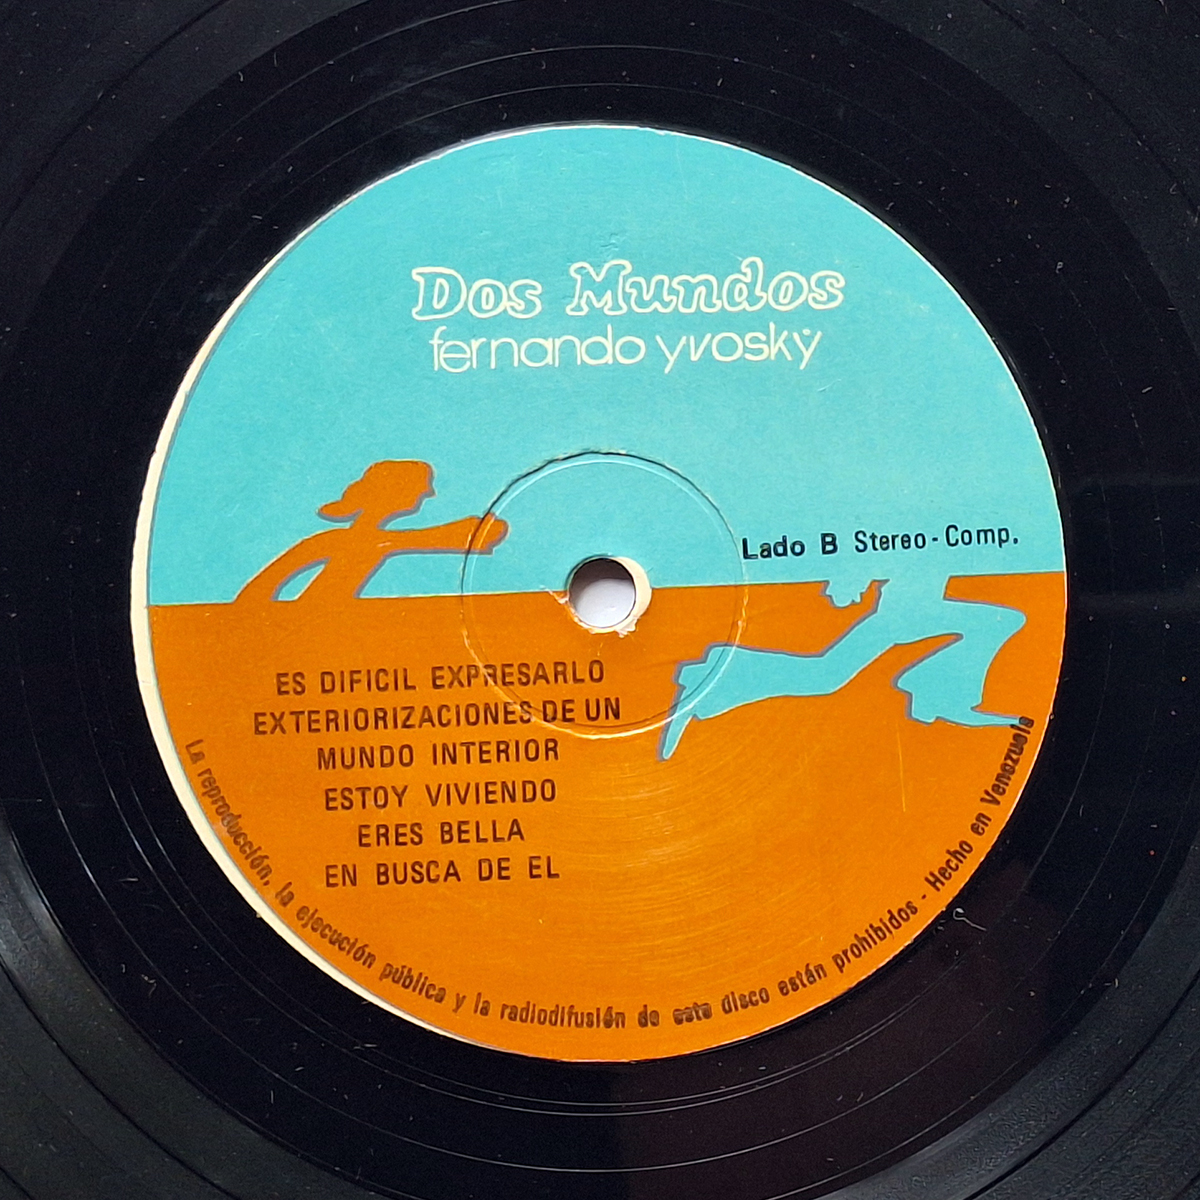 Dos Mundos
fernando yvosky
Lado B Stereo - Comp.
ES DIFICIL EXPRESARLO
EXTERIORIZACIONES DE UN
MUNDO INTERIOR
ESTOY VIVIENDO
ERES BELLA
EN BUSCA DE EL
La reproducción, la ejecución pública y la radiodifusión de este disco están prohibidos - Hecho en Venezuela